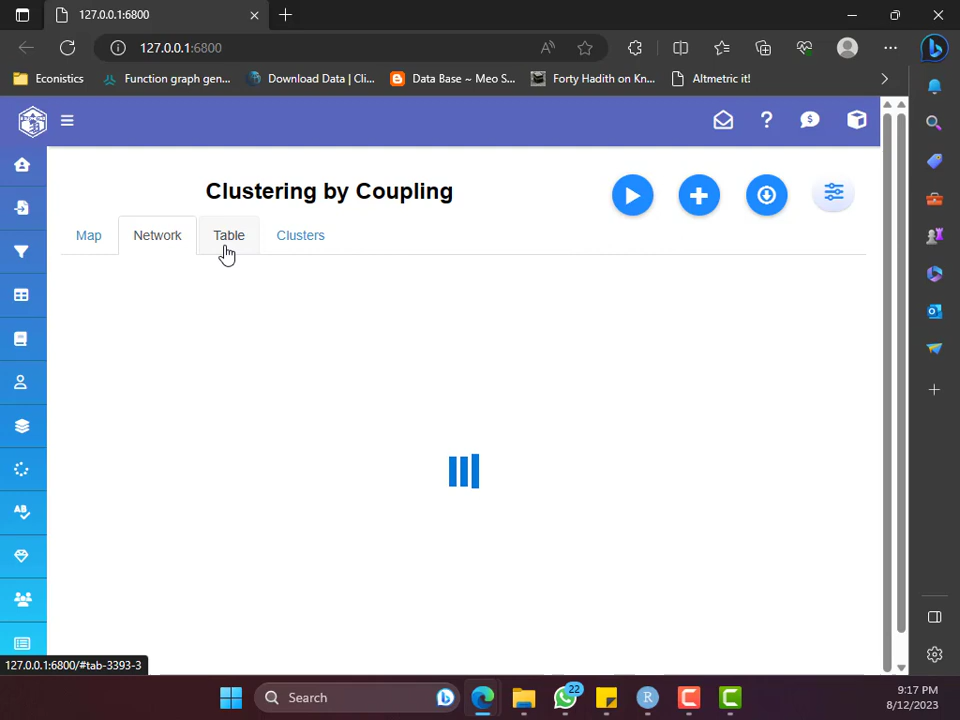 127.0.0.1:6800
127.0.0.1:6800
Econistics
Function graph gen...
Download Data | Cli...
Data Base ~ Meo S...
Forty Hadith on Kn...
Altmetric it!
Clustering by Coupling
Map
Network
Table
Clusters
127.0.0.1:6800/#tab-3393-3
Search
22
9:17 PM
8/12/2023